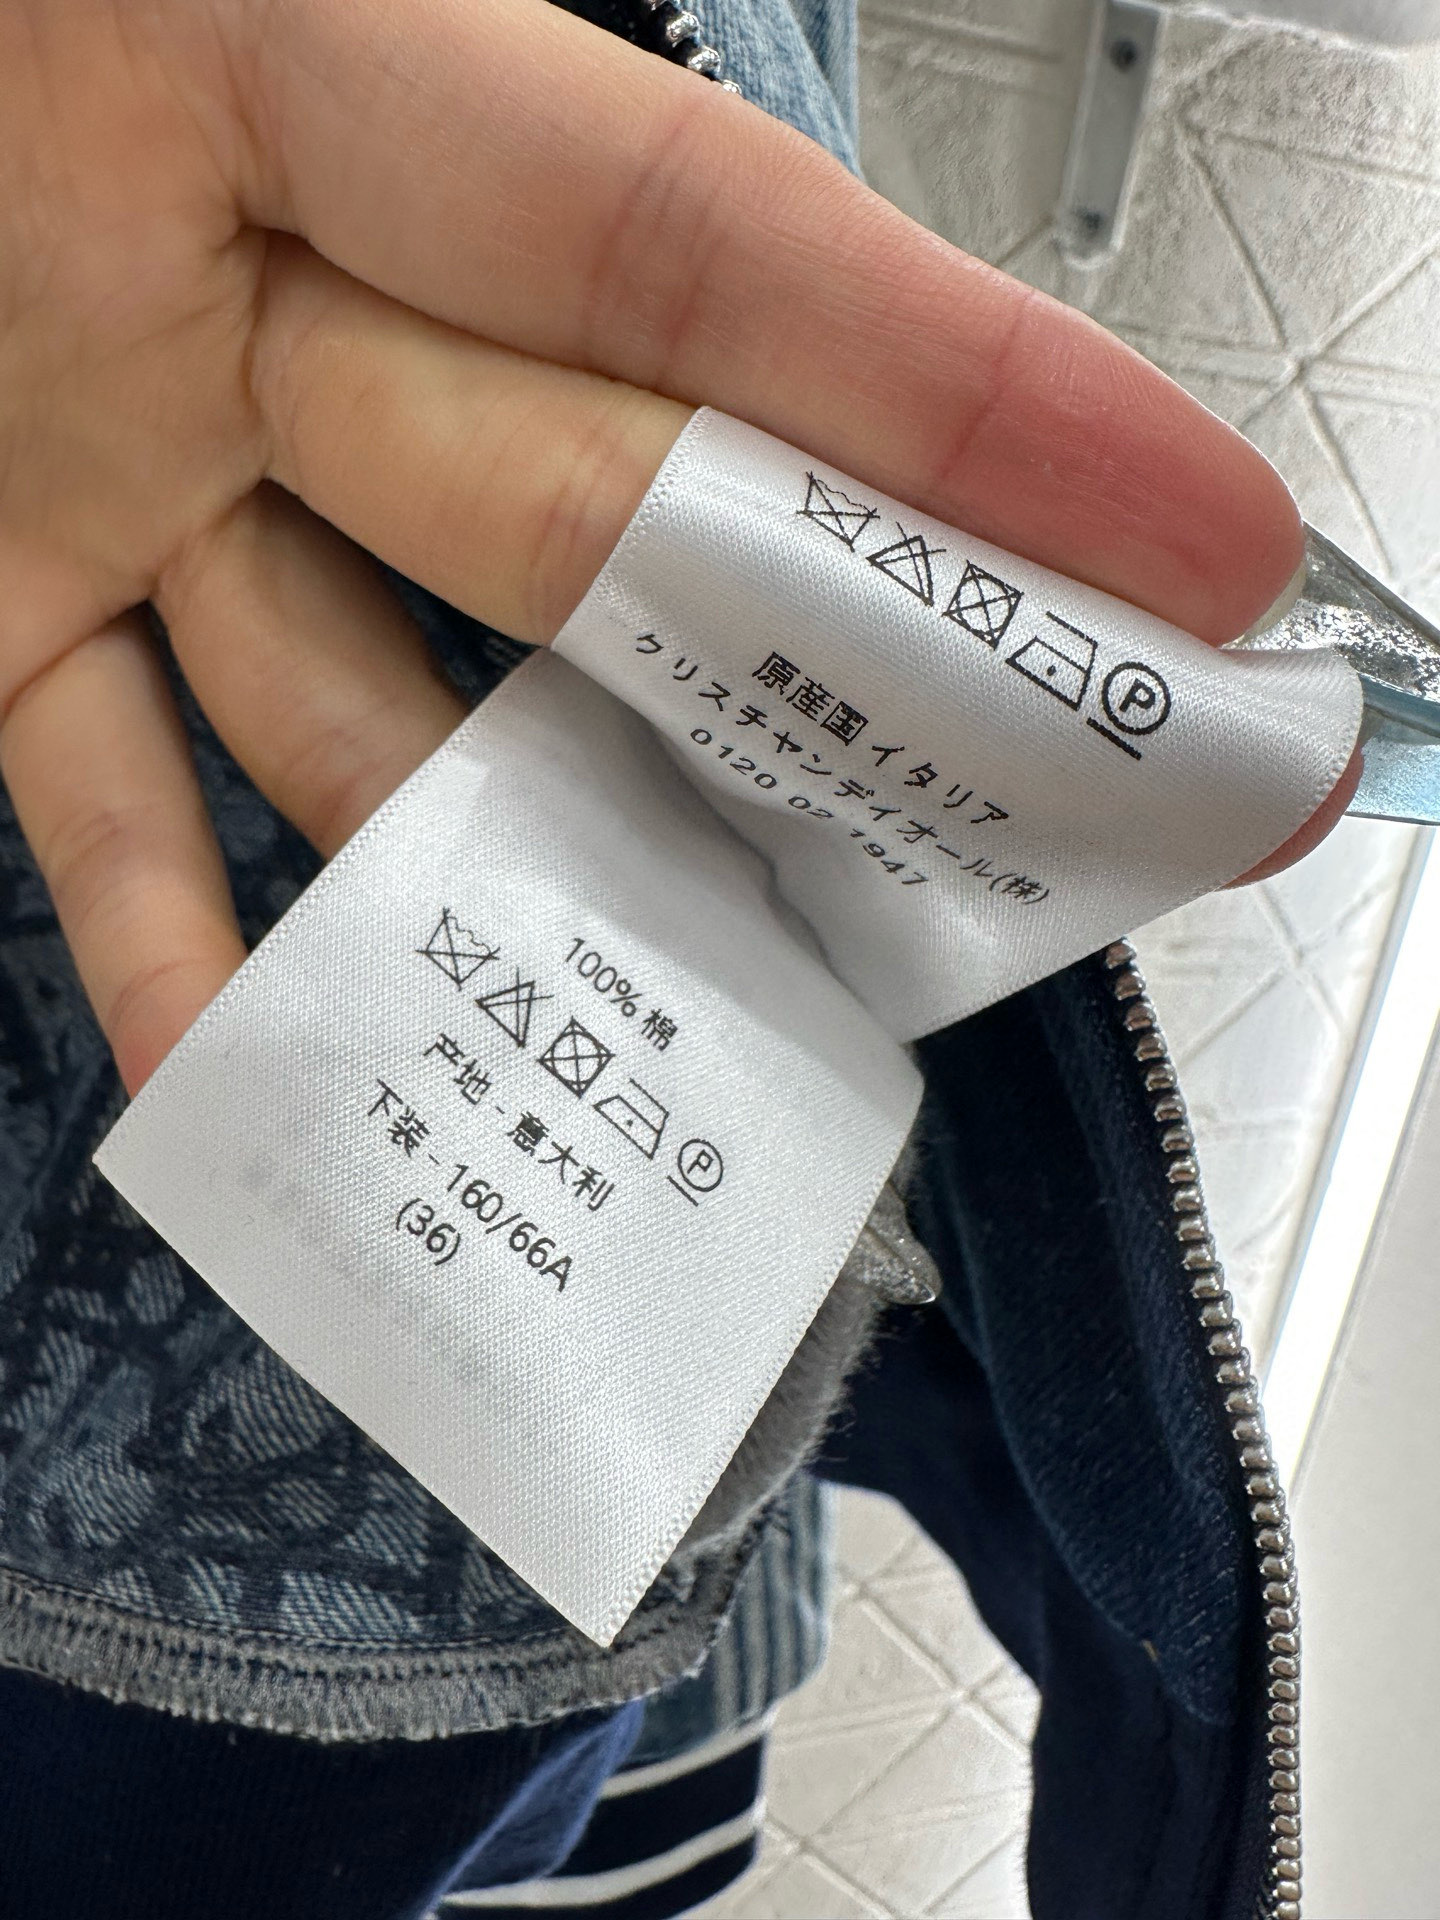 原産国 イタリア
クリスチャンディオール(株)
0120 02 1947
100% 棉
产地 - 意大利
下装 - 160/66A
(36)